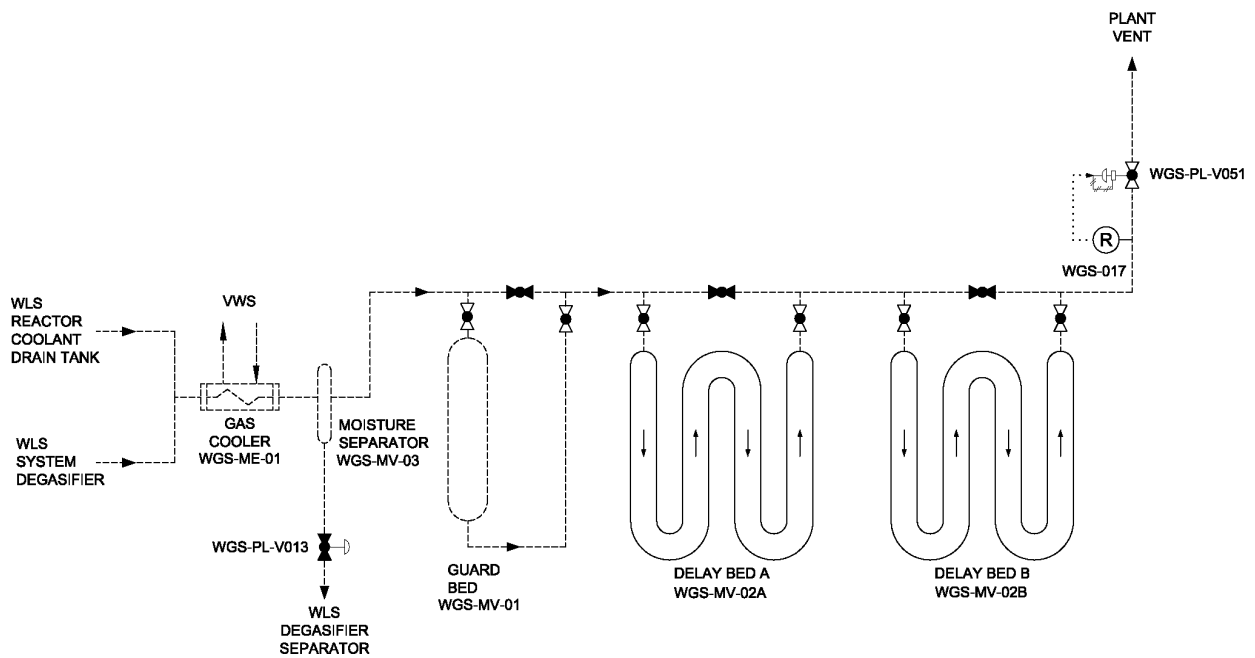 PLANT
VENT
WGS-PL-V051
R
WGS-017
WLS
REACTOR
COOLANT
DRAIN TANK
VWS
GAS
COOLER
WGS-ME-01
MOISTURE
SEPARATOR
WGS-MV-03
WLS
SYSTEM
DEGASIFIER
WGS-PL-V013
WLS
DEGASIFIER
SEPARATOR
GUARD
BED
WGS-MV-01
DELAY BED A
WGS-MV-02A
DELAY BED B
WGS-MV-02B